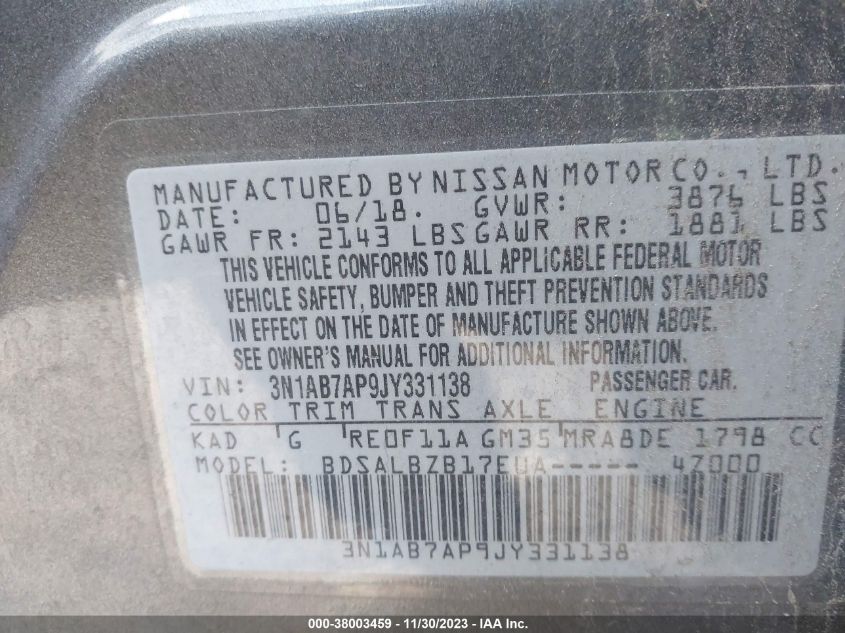 MANUFACTURED BY NISSAN MOTOR CO., LTD.
DATE: 06/18. GVWR: 3876 LBS
GAWR FR: 2143 LBS GAWR RR: 1881 LBS
THIS VEHICLE CONFORMS TO ALL APPLICABLE FEDERAL MOTOR
VEHICLE SAFETY, BUMPER AND THEFT PREVENTION STANDARDS
IN EFFECT ON THE DATE OF MANUFACTURE SHOWN ABOVE.
SEE OWNER'S MANUAL FOR ADDITIONAL INFORMATION.
VIN: 3N1AB7AP9JY331138 PASSENGER CAR.
COLOR TRIM TRANS AXLE ENGINE
KAD G RE0F11A GM35 MRA8DE 1798 CC
MODEL: BDSALBZB17EUA----- 4Z000
3N1AB7AP9JY331138
000-38003459 - 11/30/2023 - IAA Inc.